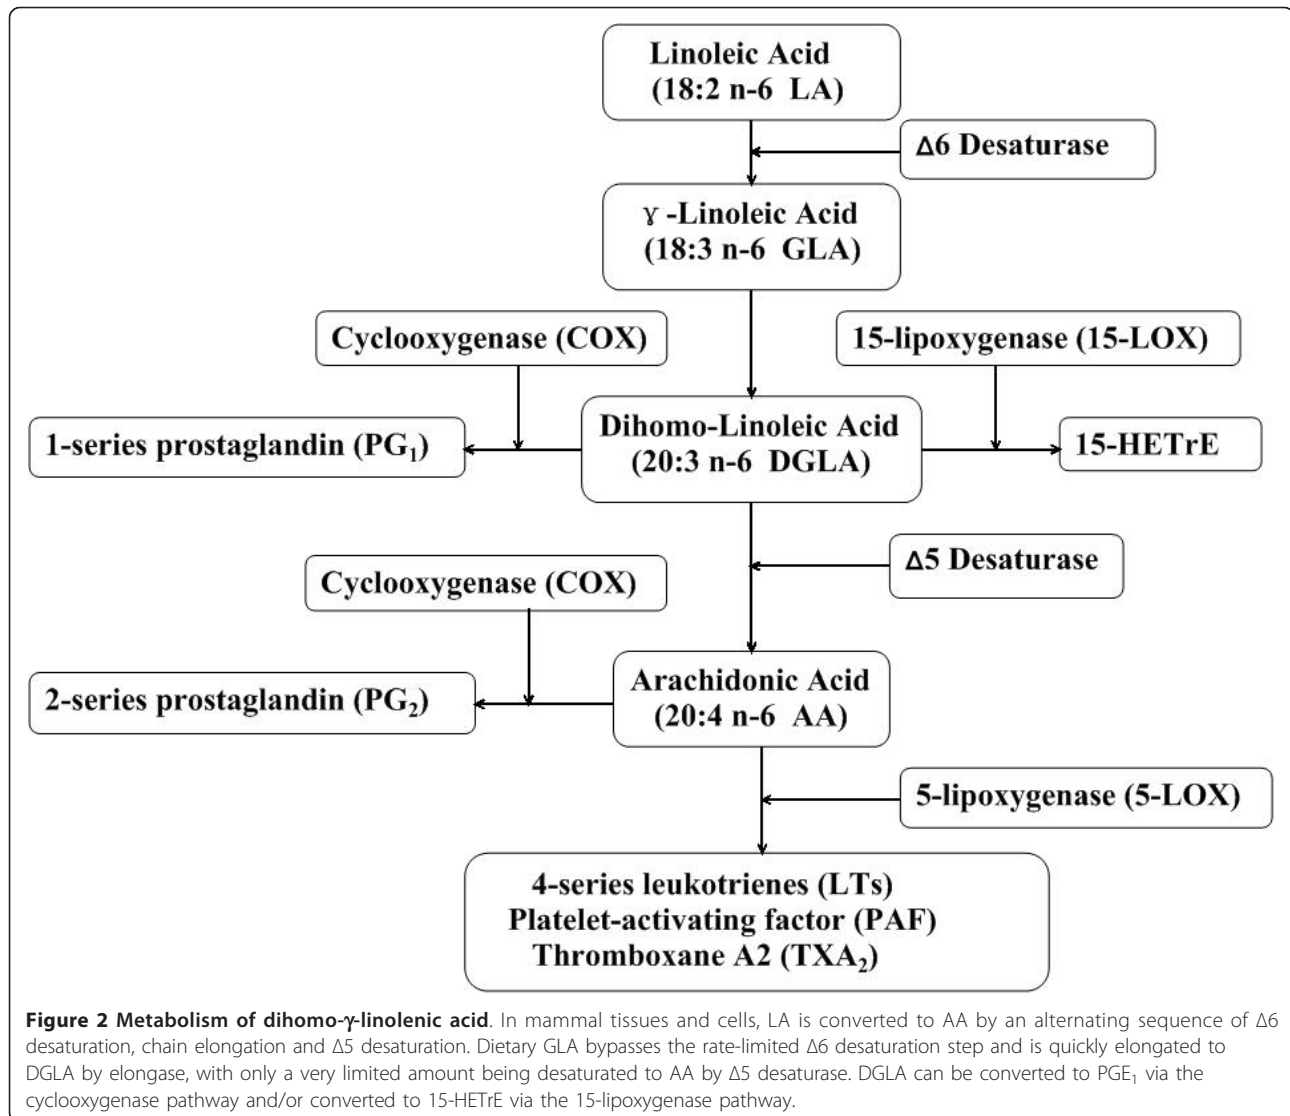 Linoleic Acid
(18:2 n-6 LA)
Δ6 Desaturase
γ-Linoleic Acid
(18:3 n-6 GLA)
Cyclooxygenase (COX)
15-lipoxygenase (15-LOX)
1-series prostaglandin (PG₁)
Dihomo-Linoleic Acid
(20:3 n-6 DGLA)
15-HETrE
Δ5 Desaturase
Cyclooxygenase (COX)
2-series prostaglandin (PG₂)
Arachidonic Acid
(20:4 n-6 AA)
5-lipoxygenase (5-LOX)
4-series leukotrienes (LTs)
Platelet-activating factor (PAF)
Thromboxane A2 (TXA₂)
Figure 2 Metabolism of dihomo-γ-linolenic acid. In mammal tissues and cells, LA is converted to AA by an alternating sequence of Δ6
desaturation, chain elongation and Δ5 desaturation. Dietary GLA bypasses the rate-limited Δ6 desaturation step and is quickly elongated to
DGLA by elongase, with only a very limited amount being desaturated to AA by Δ5 desaturase. DGLA can be converted to PGE₁ via the
cyclooxygenase pathway and/or converted to 15-HETrE via the 15-lipoxygenase pathway.